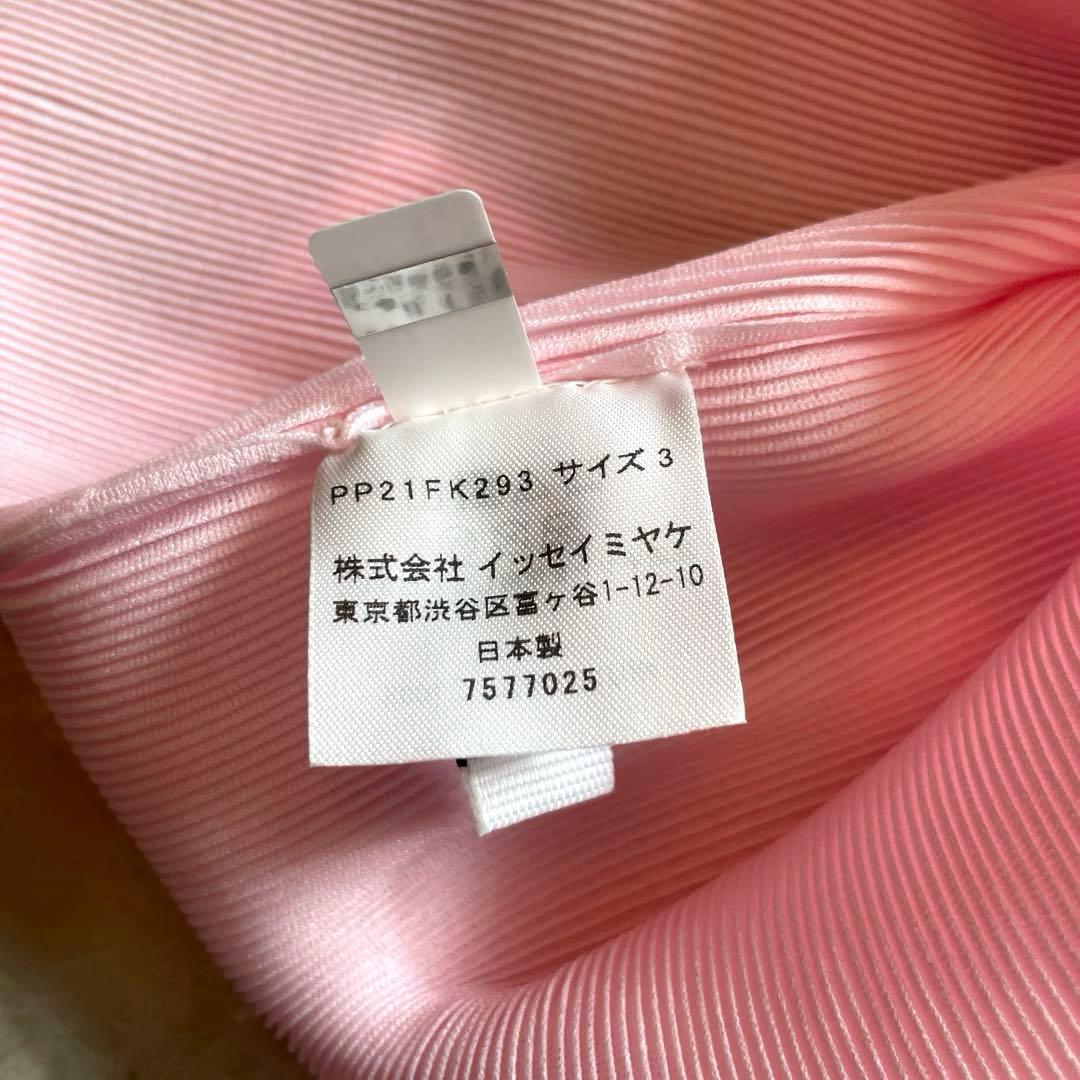 PP21FK293 サイズ 3
株式会社 イッセイミヤケ
東京都渋谷区富ヶ谷1-12-10
日本製
7577025